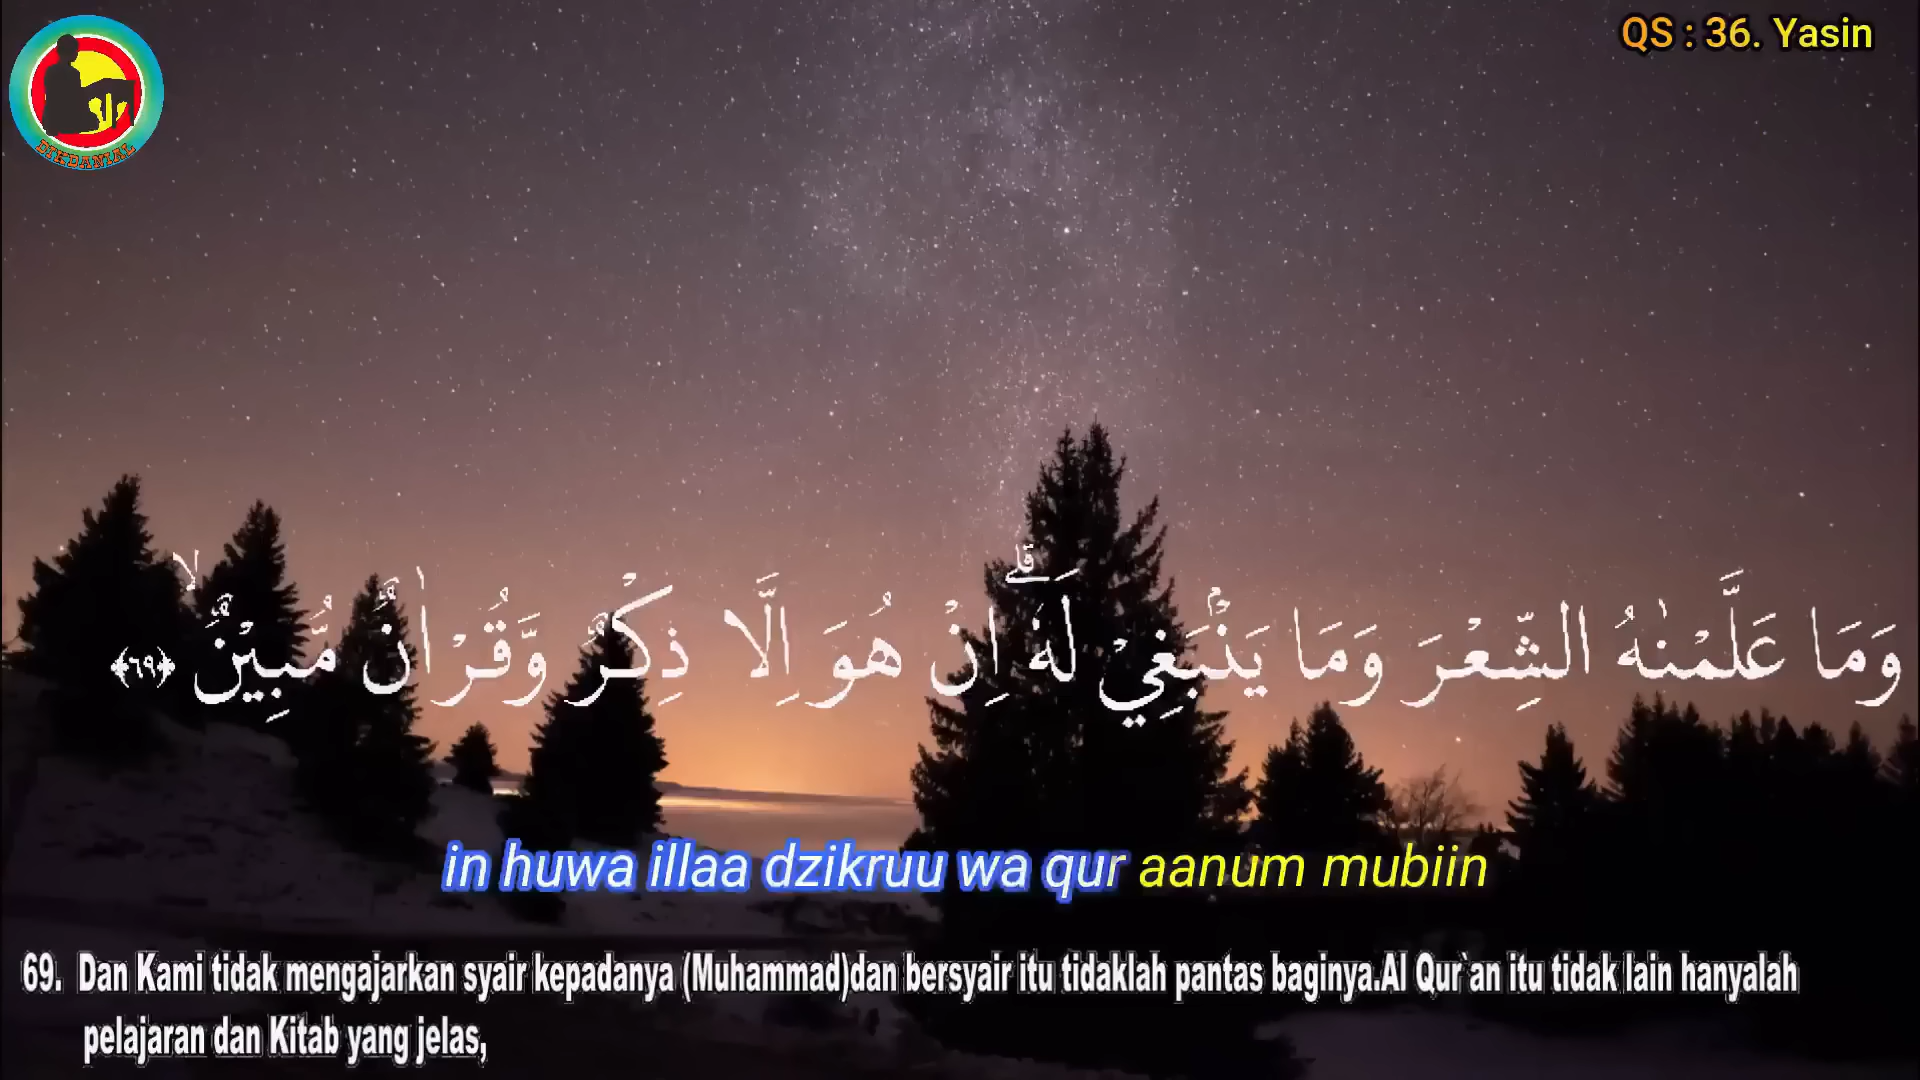 QS : 36. Yasin
DIKDANIAL
وَمَا عَلَّمْنٰهُ الشِّعْرَ وَمَا يَنْۢبَغِيْ لَهٗ ۗاِنْ هُوَ اِلَّا ذِكْرٌ وَّقُرْاٰنٌ مُّبِيْنٌ ۙ ﴿٦٩﴾
in huwa illaa dzikruu wa qur aanum mubiin
69. Dan Kami tidak mengajarkan syair kepadanya (Muhammad)dan bersyair itu tidaklah pantas baginya.Al Qur`an itu tidak lain hanyalah
pelajaran dan Kitab yang jelas,